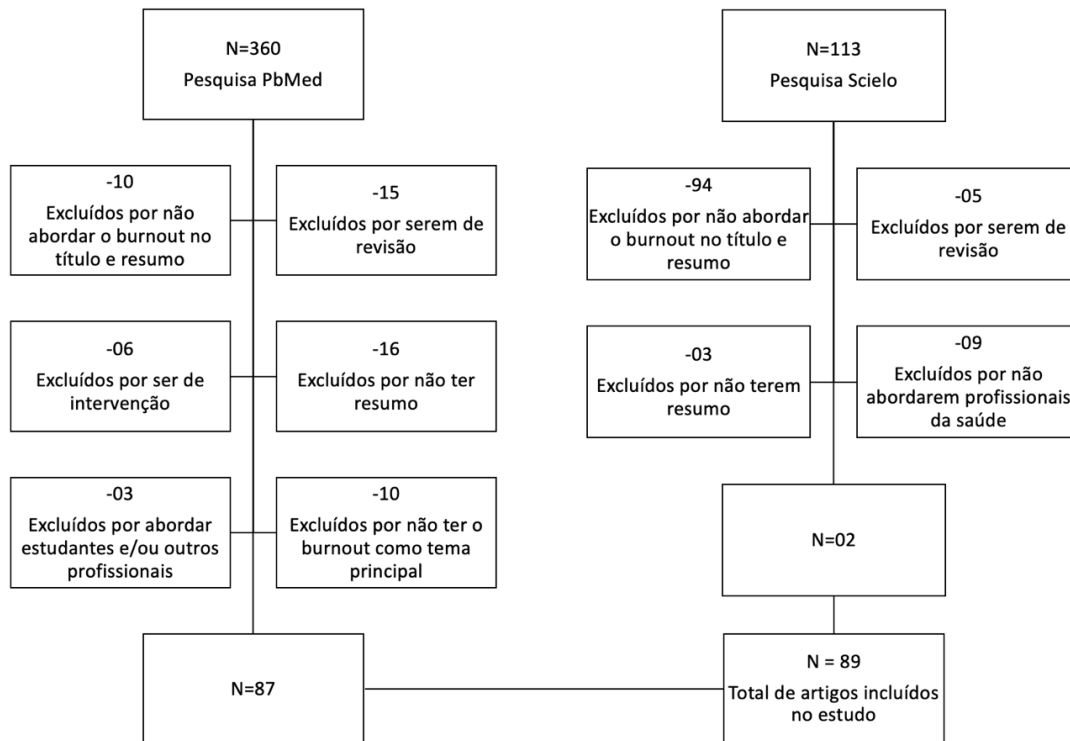 N=360
Pesquisa PbMed
-10
Excluídos por não
abordar o burnout no
título e resumo
-15
Excluídos por serem de
revisão
-06
Excluídos por ser de
intervenção
-16
Excluídos por não ter
resumo
-03
Excluídos por abordar
estudantes e/ou outros
profissionais
-10
Excluídos por não ter o
burnout como tema
principal
N=87
N=113
Pesquisa Scielo
-94
Excluídos por não abordar
o burnout no título e
resumo
-05
Excluídos por serem de
revisão
-03
Excluídos por não terem
resumo
-09
Excluídos por não
abordarem profissionais
da saúde
N=02
N = 89
Total de artigos incluídos
no estudo